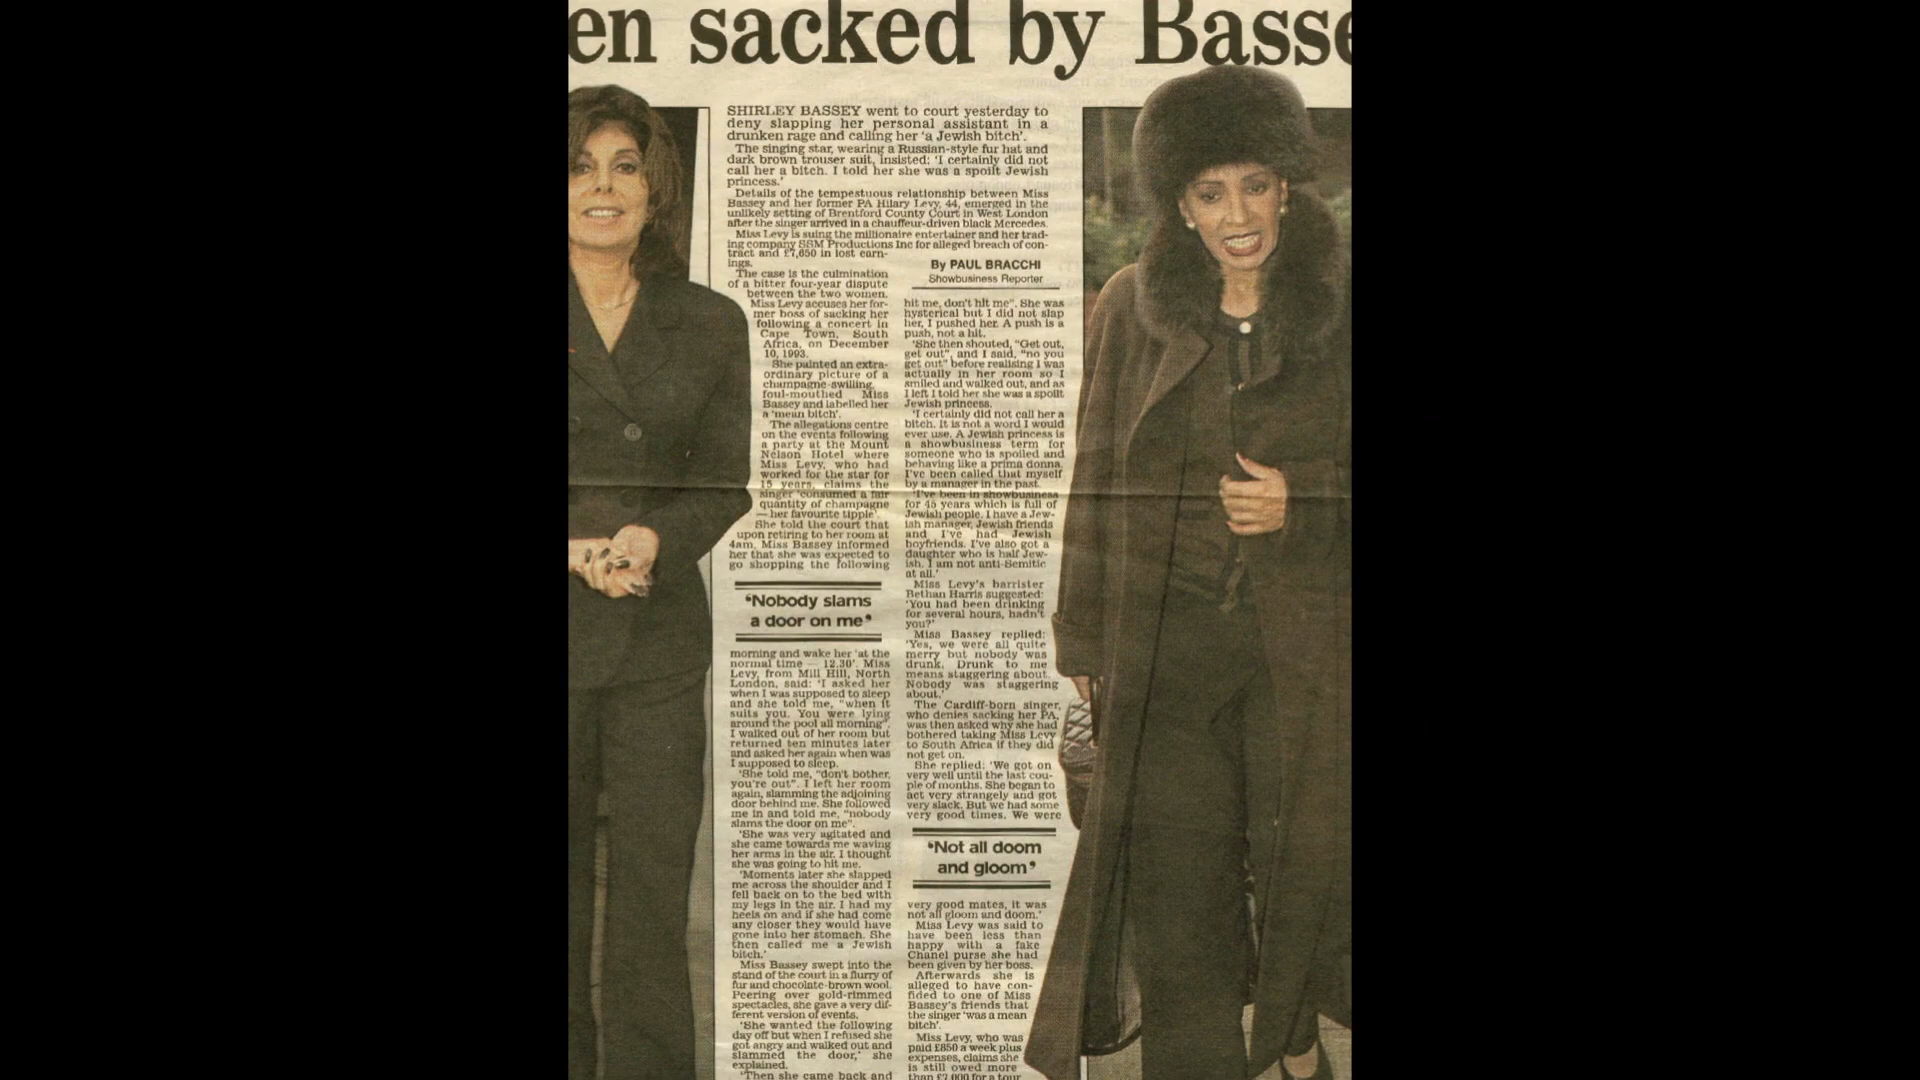 en sacked by Basse
SHIRLEY BASSEY went to court yesterday to
deny slapping her personal assistant in a
drunken rage and calling her 'a Jewish bitch'.
The singing star, wearing a Russian-style fur hat and
dark brown trouser suit, insisted: 'I certainly did not
call her a bitch. I told her she was a spoilt Jewish
princess.'
Details of the tempestuous relationship between Miss
Bassey and her former PA Hilary Levy, 44, emerged in the
unlikely setting of Brentford County Court in West London
after the singer arrived in a chauffeur-driven black Mercedes.
Miss Levy is suing the millionaire entertainer and her trad-
ing company SSM Productions Inc for alleged breach of con-
tract and £7,650 in lost earn-
ings.
The case is the culmination
of a bitter four-year dispute
between the two women.
Miss Levy accuses her for-
mer boss of sacking her
following a concert in
Cape Town, South
Africa, on December
10, 1993.
She painted an extra-
ordinary picture of a
champagne-swilling,
foul-mouthed Miss
Bassey and labelled her
a 'mean bitch'.
The allegations centre
on the events following
a party at the Mount
Nelson Hotel where
Miss Levy, who had
worked for the star for
15 years, claims the
singer 'consumed a fair
quantity of champagne
— her favourite tipple'.
She told the court that
upon retiring to her room at
4am, Miss Bassey informed
her that she was expected to
go shopping the following
'Nobody slams
a door on me'
morning and wake her 'at the
normal time — 12.30'. Miss
Levy, from Mill Hill, North
London, said: 'I asked her
when I was supposed to sleep
and she told me, "when it
suits you. You were lying
around the pool all morning".
I walked out of her room but
returned ten minutes later
and asked her again when was
I supposed to sleep.
'She told me, "don't bother,
you're out". I left her room
again, slamming the adjoining
door behind me. She followed
me in and told me, "nobody
slams the door on me".
'She was very agitated and
she came towards me waving
her arms in the air. I thought
she was going to hit me.
'Moments later she slapped
me across the shoulder and I
fell back on to the bed with
my legs in the air. I had my
heels on and if she had come
any closer they would have
gone into her stomach. She
then called me a Jewish
bitch.'
Miss Bassey swept into the
stand of the court in a flurry of
fur and chocolate-brown wool.
Peering over gold-rimmed
spectacles, she gave a very dif-
ferent version of events.
'She wanted the following
day off but when I refused she
got angry and walked out and
slammed the door,' she
explained.
'Then she came back and
By PAUL BRACCHI
Showbusiness Reporter
hit me, don't hit me". She was
hysterical but I did not slap
her, I pushed her. A push is a
push, not a hit.
'She then shouted, "Get out,
get out", and I said, "no you
get out" before realising I was
actually in her room so I
smiled and walked out, and as
I left I told her she was a spoilt
Jewish princess.
'I certainly did not call her a
bitch. It is not a word I would
ever use. A Jewish princess is
a showbusiness term for
someone who is spoiled and
behaving like a prima donna.
I've been called that myself
by a manager in the past.
'I've been in showbusiness
for 45 years which is full of
Jewish people. I have a Jew-
ish manager, Jewish friends
and I've had Jewish
boyfriends. I've also got a
daughter who is half Jew-
ish. I am not anti-Semitic
at all.'
Miss Levy's barrister
Bethan Harris suggested:
'You had been drinking
for several hours, hadn't
you?'
Miss Bassey replied:
'Yes, we were all quite
merry but nobody was
drunk. Drunk to me
means staggering about.
Nobody was staggering
about.'
The Cardiff-born singer,
who denies sacking her PA,
was then asked why she had
bothered taking Miss Levy
to South Africa if they did
not get on.
She replied: 'We got on
very well until the last cou-
ple of months. She began to
act very strangely and got
very slack. But we had some
very good times. We were
'Not all doom
and gloom'
very good mates, it was
not all gloom and doom.'
Miss Levy was said to
have been less than
happy with a fake
Chanel purse she had
been given by her boss.
Afterwards she is
alleged to have con-
fided to one of Miss
Bassey's friends that
the singer 'was a mean
bitch'.
Miss Levy, who was
paid £850 a week plus
expenses, claims she
is still owed more
than £7,000 for a tour